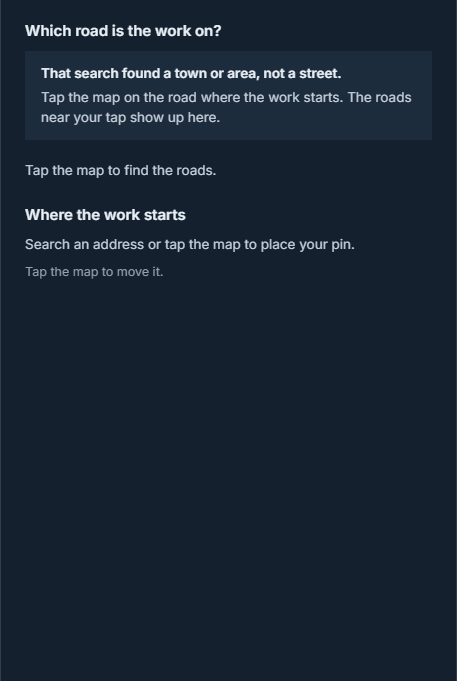 Which road is the work on?
That search found a town or area, not a street.
Tap the map on the road where the work starts. The roads
near your tap show up here.
Tap the map to find the roads.
Where the work starts
Search an address or tap the map to place your pin.
Tap the map to move it.